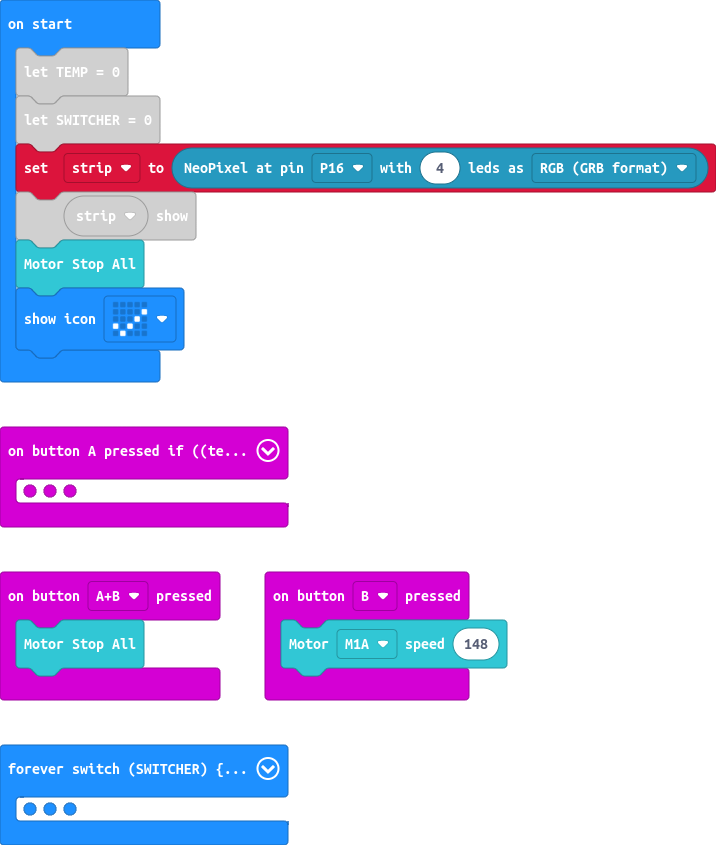 on start
let TEMP = 0
let SWITCHER = 0
set strip to NeoPixel at pin P16 with 4 leds as RGB (GRB format)
strip show
Motor Stop All
show icon
on button A pressed if ((te...
on button A+B pressed
Motor Stop All
on button B pressed
Motor M1A speed 148
forever switch (SWITCHER) {...